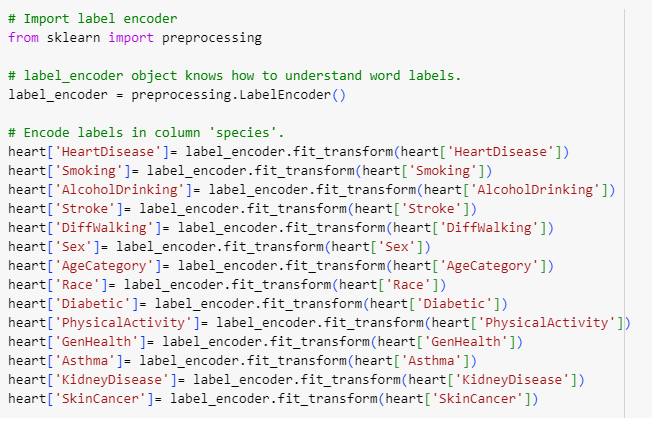 # Import label encoder
from sklearn import preprocessing
# label_encoder object knows how to understand word labels.
label_encoder = preprocessing.LabelEncoder()
# Encode labels in column 'species'.
heart['HeartDisease']= label_encoder.fit_transform(heart['HeartDisease'])
heart['Smoking']= label_encoder.fit_transform(heart['Smoking'])
heart['AlcoholDrinking']= label_encoder.fit_transform(heart['AlcoholDrinking'])
heart['Stroke']= label_encoder.fit_transform(heart['Stroke'])
heart['DiffWalking']= label_encoder.fit_transform(heart['DiffWalking'])
heart['Sex']= label_encoder.fit_transform(heart['Sex'])
heart['AgeCategory']= label_encoder.fit_transform(heart['AgeCategory'])
heart['Race']= label_encoder.fit_transform(heart['Race'])
heart['Diabetic']= label_encoder.fit_transform(heart['Diabetic'])
heart['PhysicalActivity']= label_encoder.fit_transform(heart['PhysicalActivity'])
heart['GenHealth']= label_encoder.fit_transform(heart['GenHealth'])
heart['Asthma']= label_encoder.fit_transform(heart['Asthma'])
heart['KidneyDisease']= label_encoder.fit_transform(heart['KidneyDisease'])
heart['SkinCancer']= label_encoder.fit_transform(heart['SkinCancer'])